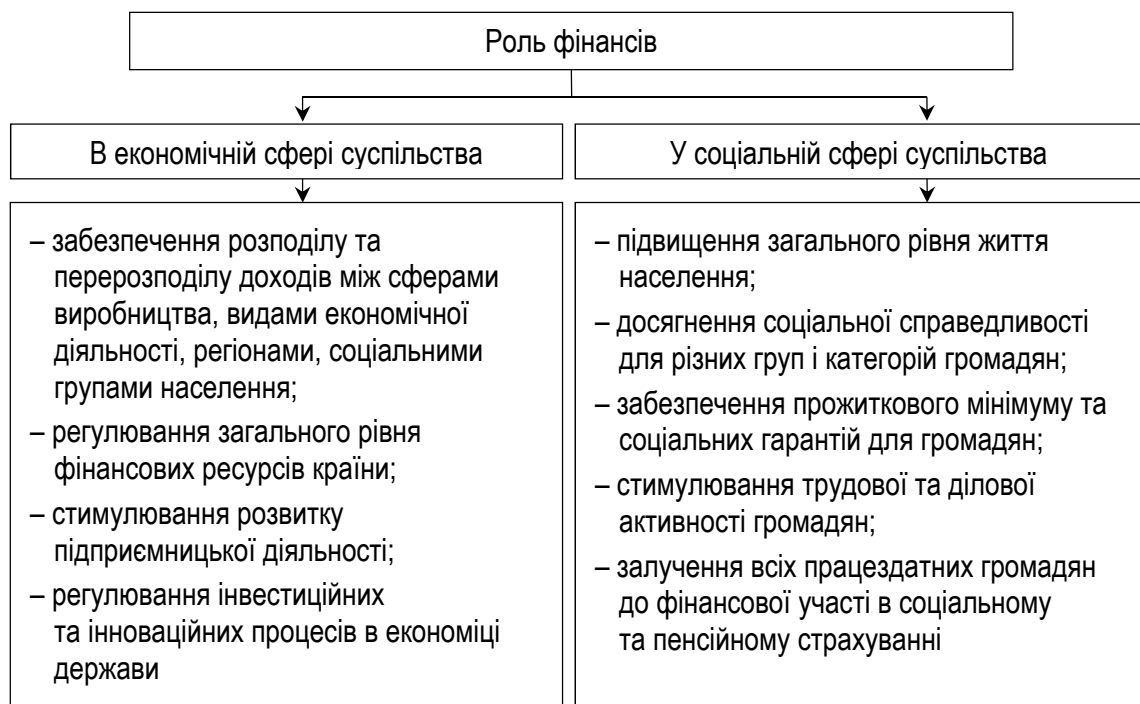 Роль фінансів
В економічній сфері суспільства
У соціальній сфері суспільства
– забезпечення розподілу та
перерозподілу доходів між сферами
виробництва, видами економічної
діяльності, регіонами, соціальними
групами населення;
– регулювання загального рівня
фінансових ресурсів країни;
– стимулювання розвитку
підприємницької діяльності;
– регулювання інвестиційних
та інноваційних процесів в економіці
держави
– підвищення загального рівня життя
населення;
– досягнення соціальної справедливості
для різних груп і категорій громадян;
– забезпечення прожиткового мінімуму та
соціальних гарантій для громадян;
– стимулювання трудової та ділової
активності громадян;
– залучення всіх працездатних громадян
до фінансової участі в соціальному
та пенсійному страхуванні